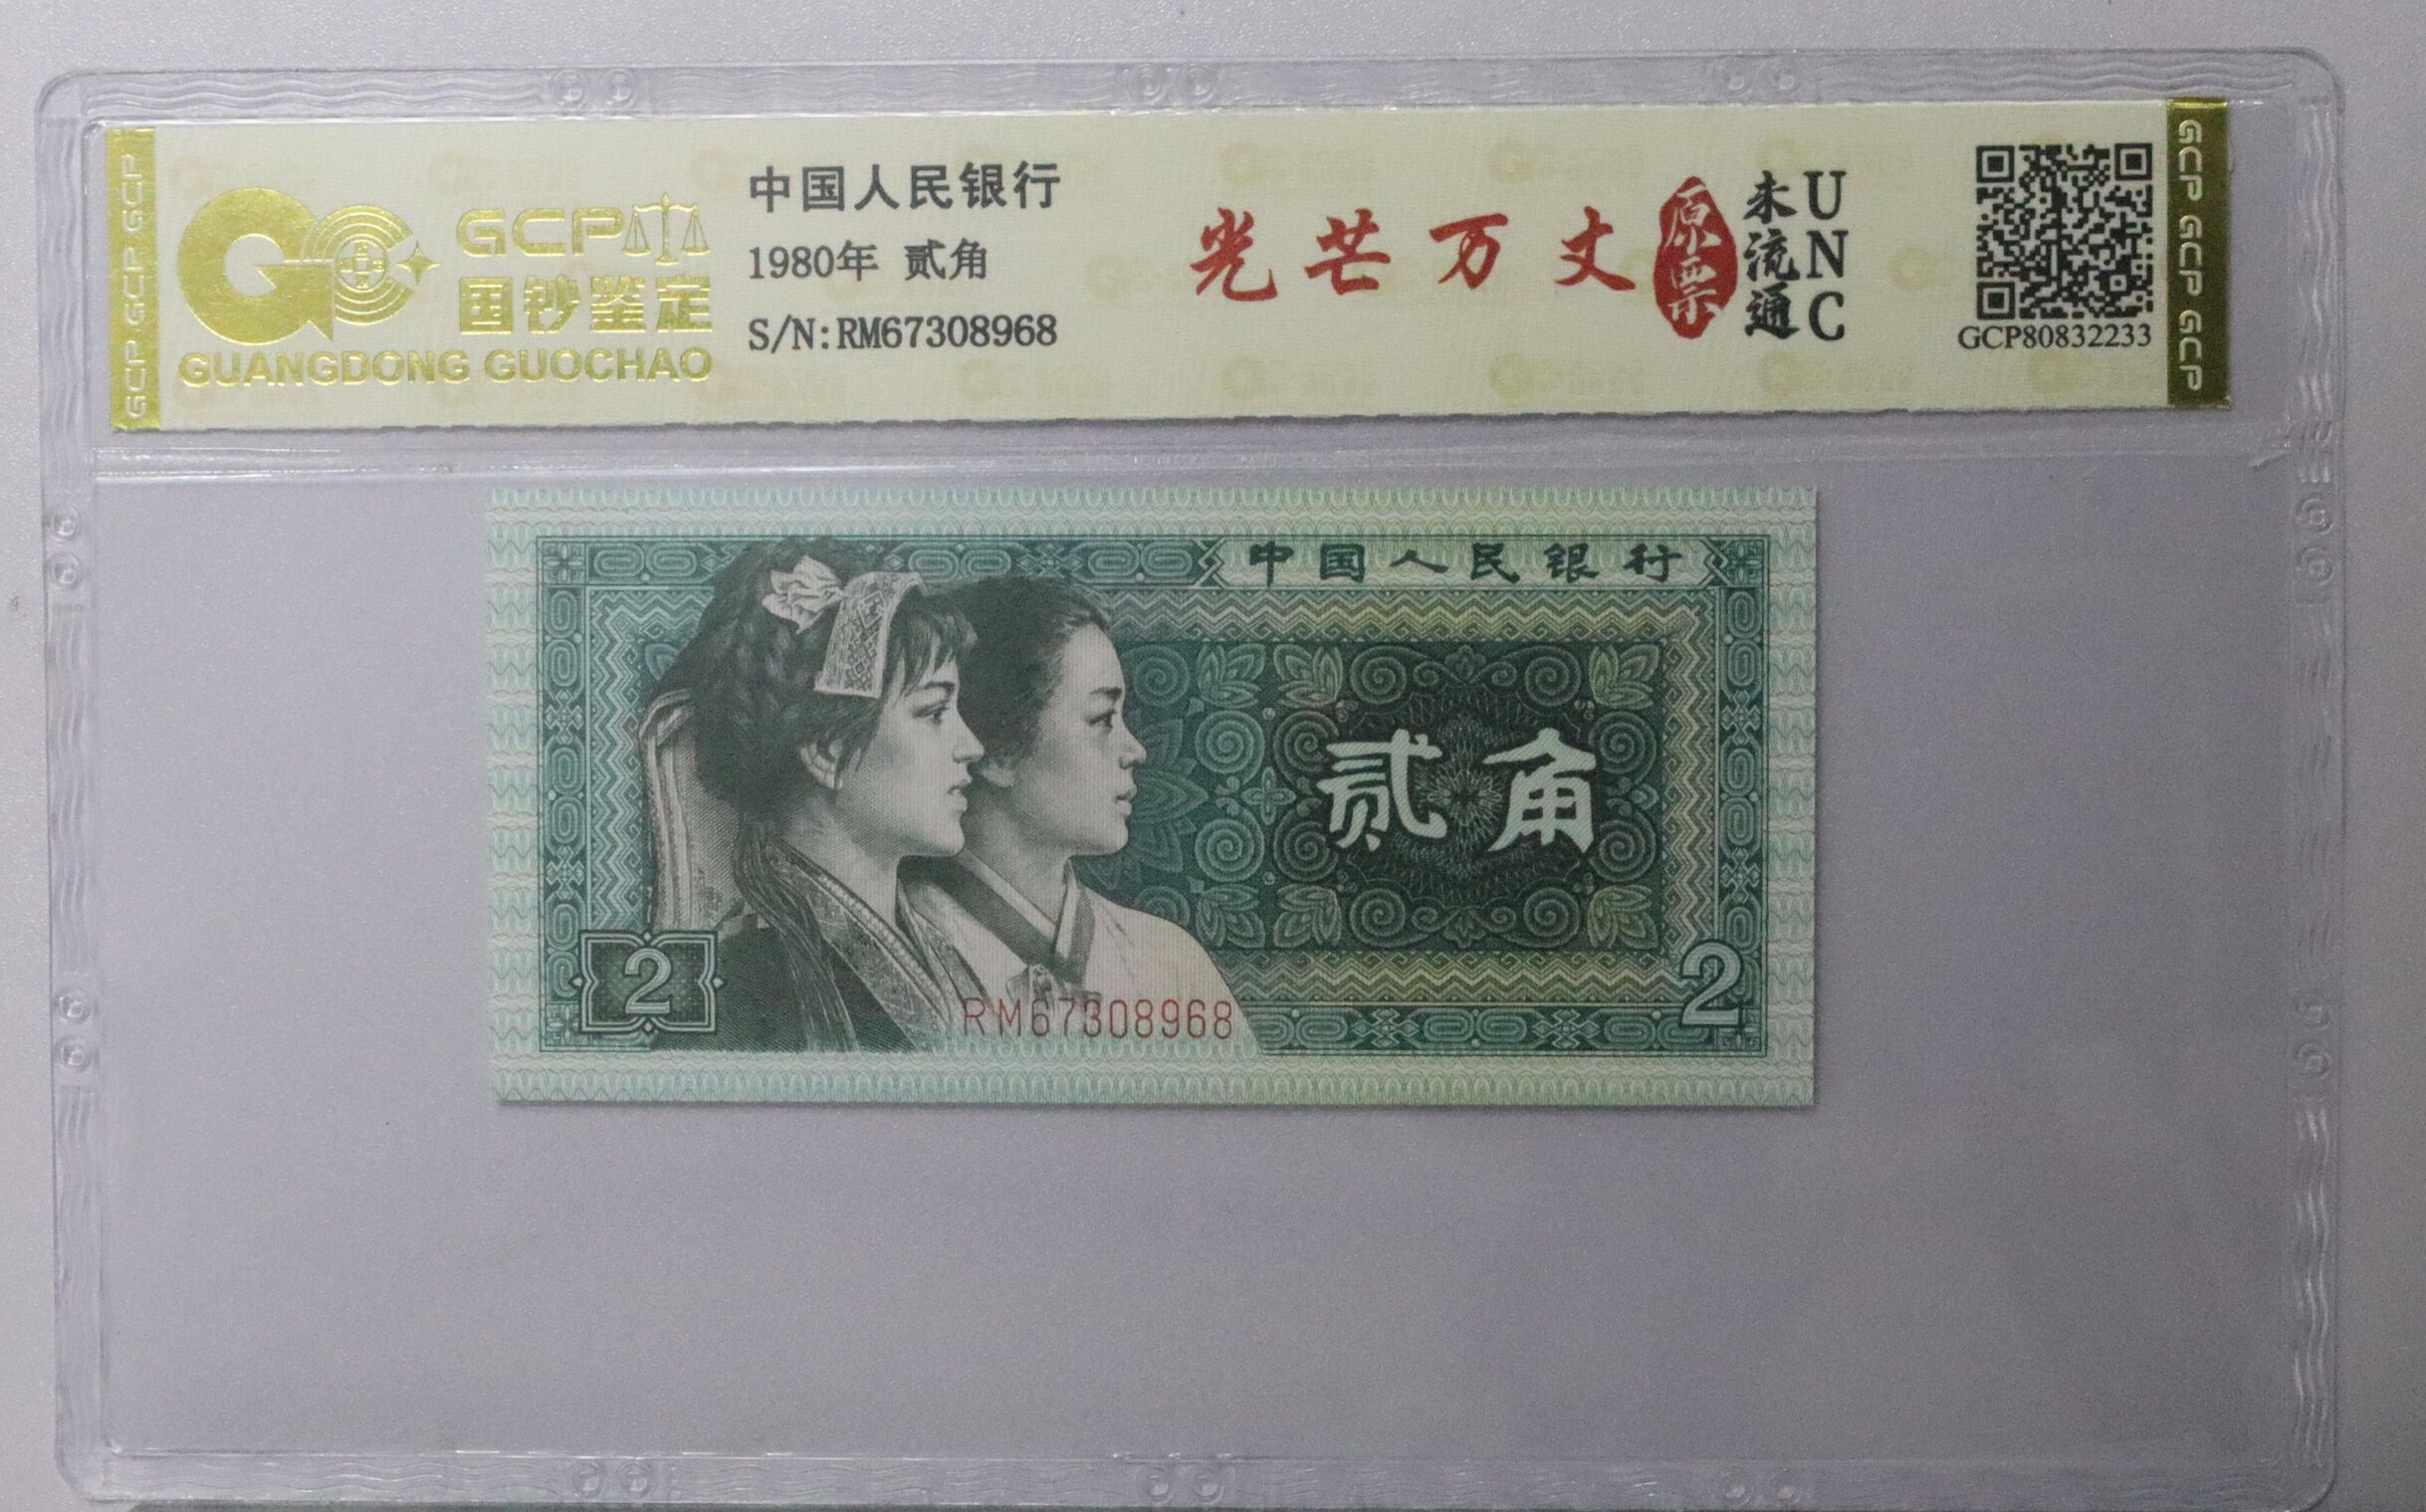 GCP GCP GCP
GCP
国钞鉴定
GUANGDONG GUOCHAO
中国人民银行
1980年 贰角
S/N:RM67308968
光芒万丈
原票
未流通
UNC
GCP80832233
GCP GCP GCP
中国人民银行
贰角
2
2
RM67308968